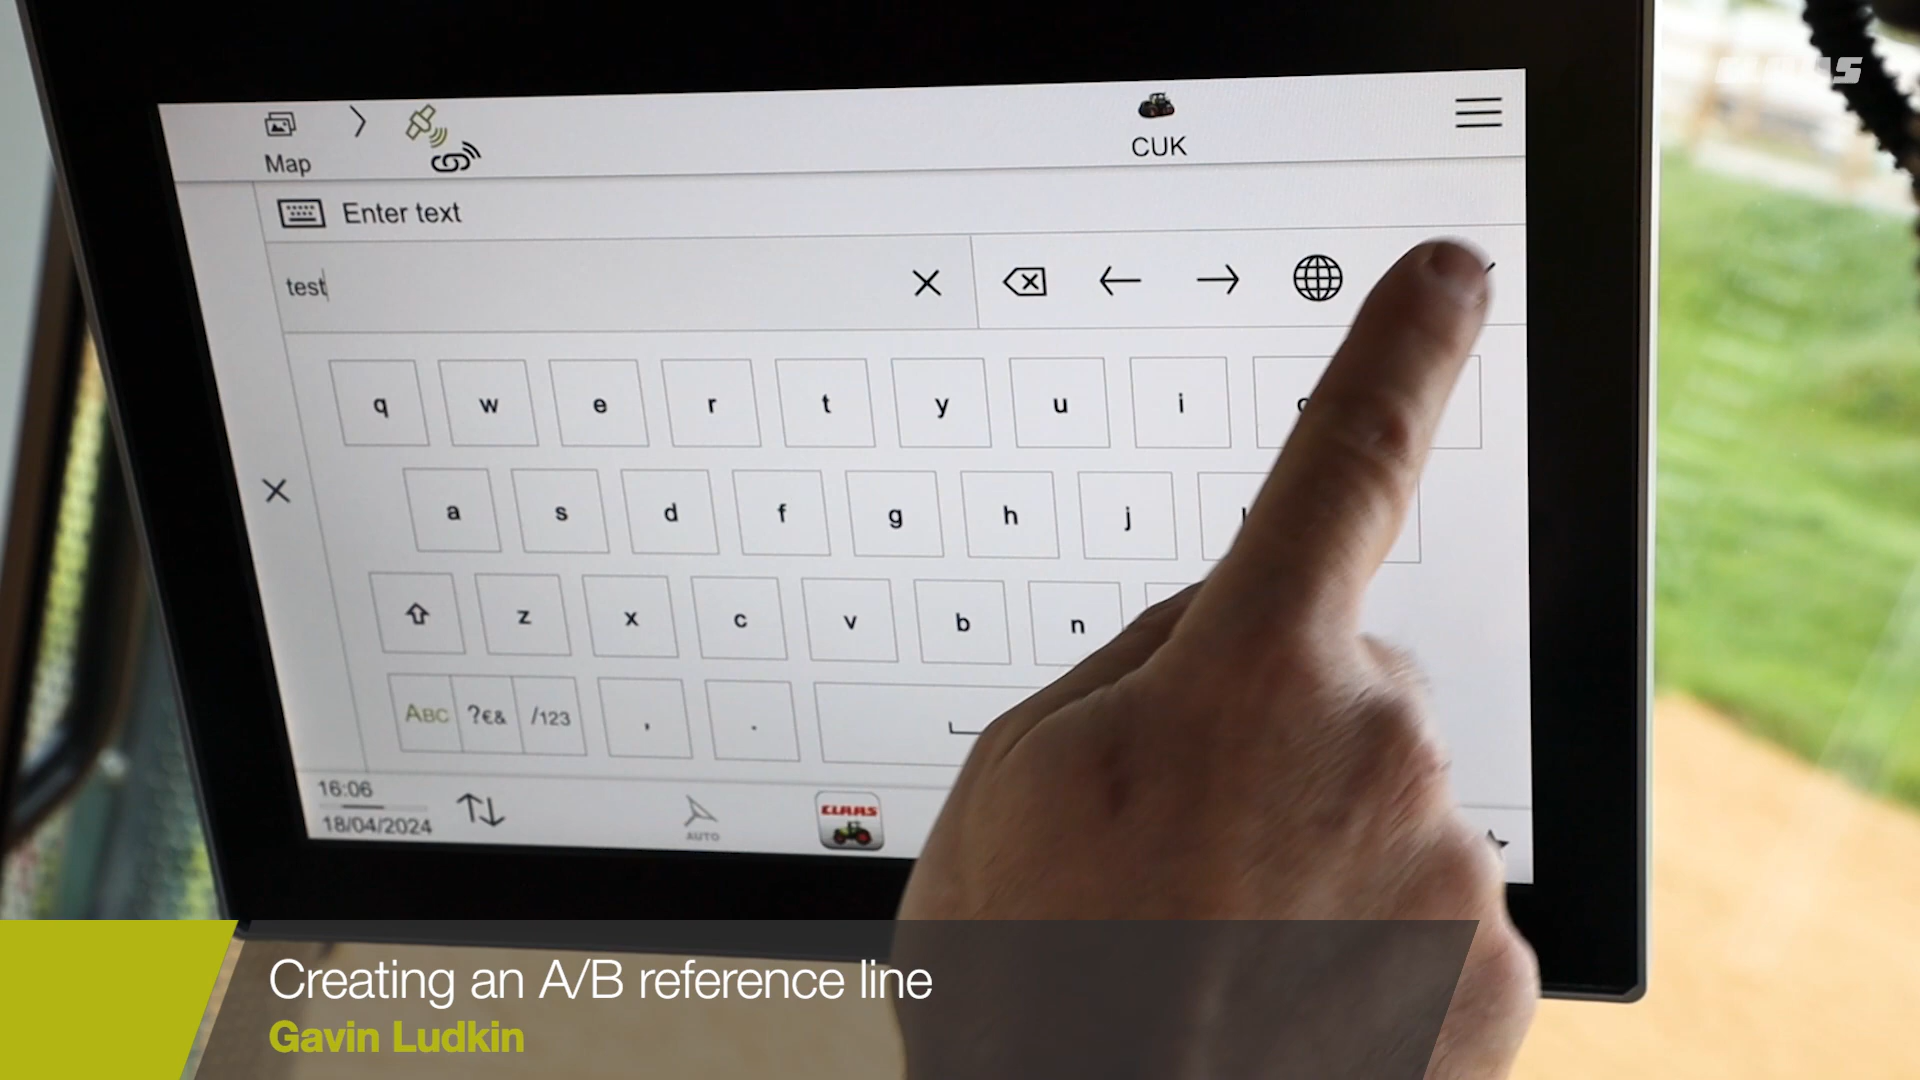 CLAAS
Map
CUK
Enter text
test
q w e r t y u i
a s d f g h j
z x c v b n
ABC ?€& /123 , .
16:06
18/04/2024
AUTO
CLAAS
Creating an A/B reference line
Gavin Ludkin